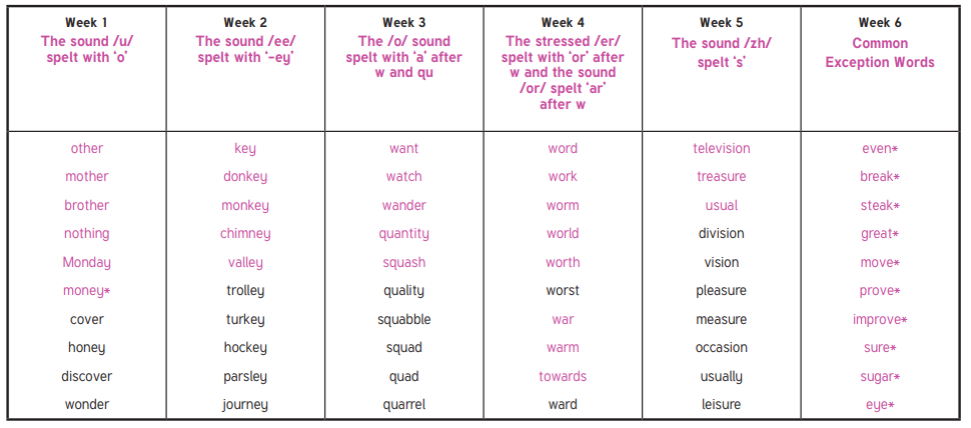 Week 1 Week 2 Week 3 Week 4 Week 5 Week 6
The sound /u/ The sound /ee/ The /o/ sound The stressed /er/ The sound /zh/ Common
spelt with ‘o’ spelt with ‘-ey’ spelt with ‘a’ after spelt with ‘or’ after spelt ‘s’ Exception Words
w and qu w and the sound
/or/ spelt ‘ar’
after w
other key want word television even*
mother donkey watch work treasure break*
brother monkey wander worm usual steak*
nothing chimney quantity world division great*
Monday valley squash worth vision move*
money* trolley quality worst pleasure prove*
cover turkey squabble war measure improve*
honey hockey squad warm occasion sure*
discover parsley quad towards usually sugar*
wonder journey quarrel ward leisure eye*